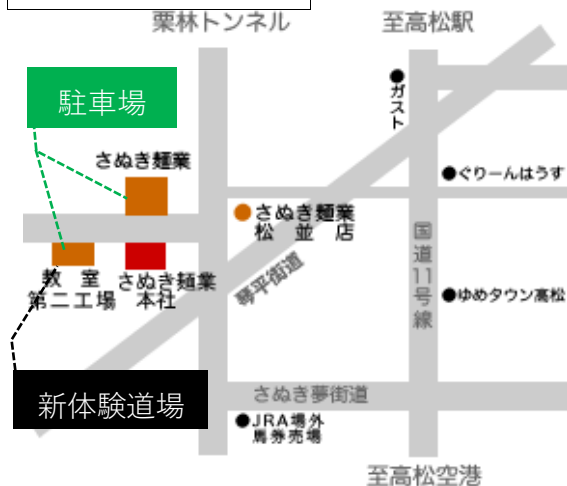 栗林トンネル
至高松駅
駐車場
ガスト
さぬき麺業
ぐりーんはうす
さぬき麺業
松並店
国道11号線
教室
第二工場
さぬき麺業
本社
琴平街道
ゆめタウン高松
新体験道場
さぬき夢街道
JRA場外
馬券売場
至高松空港